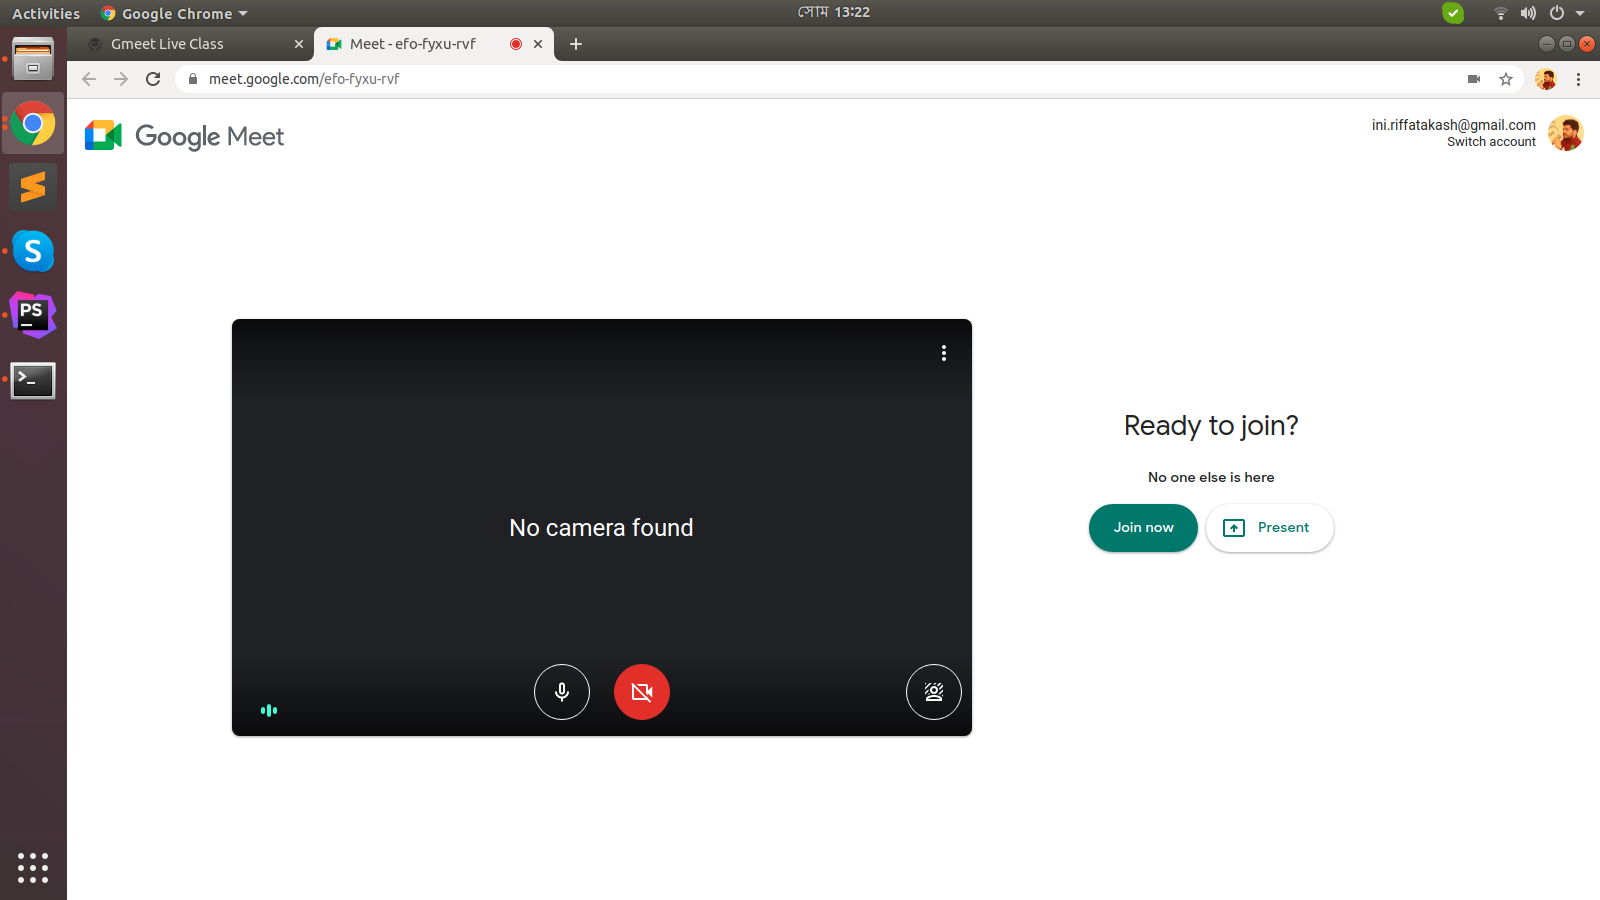 Activities
Google Chrome
সোম 13:22
Gmeet Live Class
Meet - efo-fyxu-rvf
meet.google.com/efo-fyxu-rvf
Google Meet
ini.riffatakash@gmail.com
Switch account
S
PS
>_
No camera found
Ready to join?
No one else is here
Join now
Present